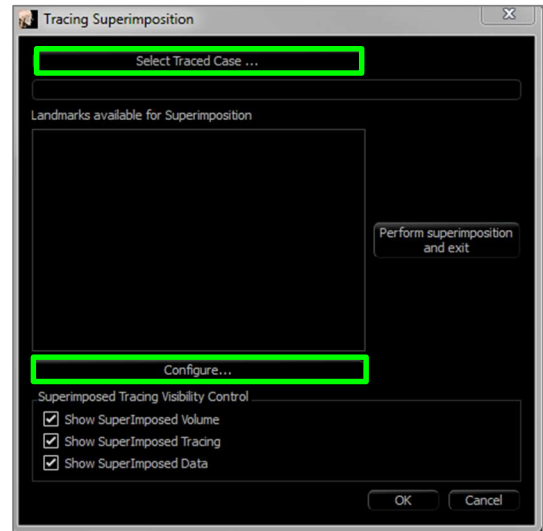 Tracing Superimposition
Select Traced Case ...
Landmarks available for Superimposition
Perform superimposition
and exit
Configure...
Superimposed Tracing Visibility Control
Show SuperImposed Volume
Show SuperImposed Tracing
Show SuperImposed Data
OK
Cancel